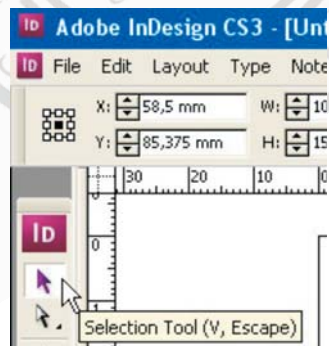 ID Adobe InDesign CS3 - [Unt
ID File Edit Layout Type Note
X: 58,5 mm W: 10
Y: 85,375 mm H: 15
30 20 10 0
ID
0
1
Selection Tool (V, Escape)